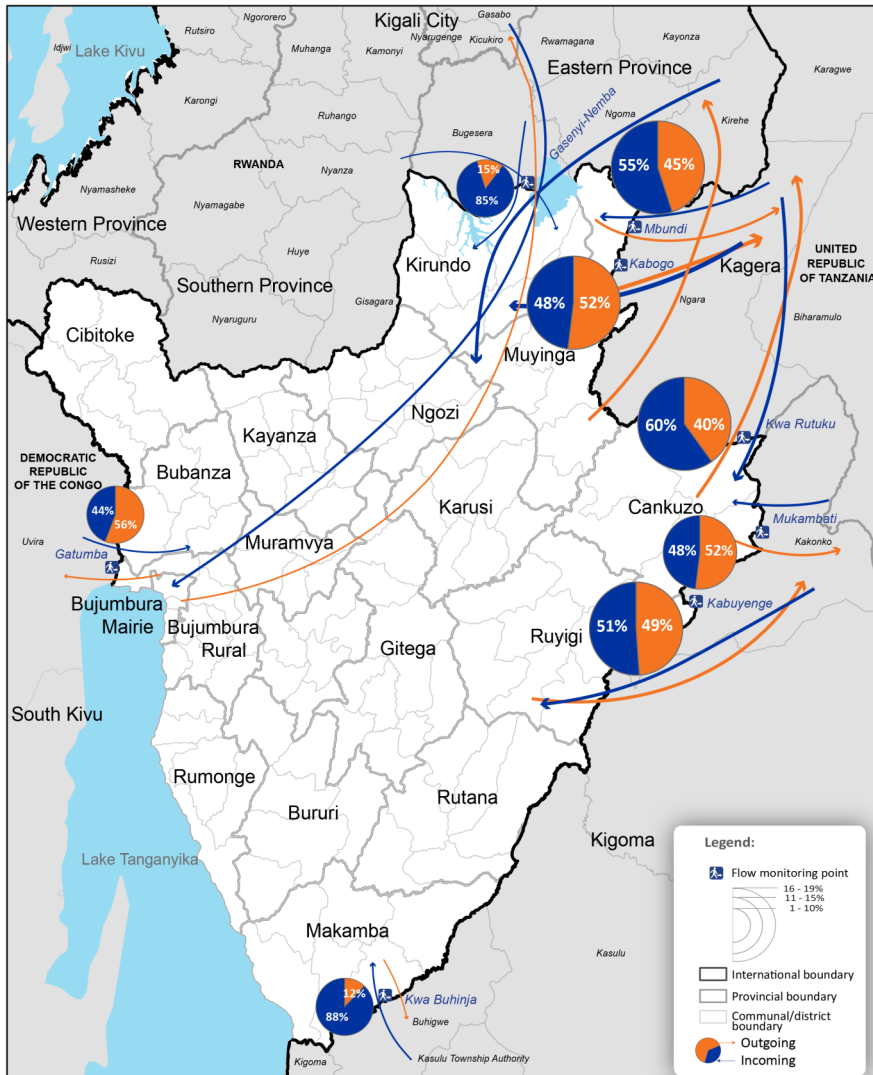 Kigali City
Gasabo
Nyarugenge
Kicukiro
Rwamagana
Kayonza
Ngororero
Rutsiro
Idjwi
Lake Kivu
Muhanga
Kamonyi
Eastern Province
Karagwe
Karongi
Ruhango
Bugesera
Gasenyi-Nemba
Ngoma
Kirehe
RWANDA
Nyanza
15%
85%
55%
45%
Nyamasheke
Nyamagabe
Western Province
Huye
Mbundi
Rusizi
Kirundo
Kabogo
Kagera
UNITED
REPUBLIC
OF TANZANIA
Southern Province
Gisagara
Ngara
Nyaruguru
48%
52%
Biharamulo
Cibitoke
Muyinga
Ngozi
Kayanza
60%
40%
Kwa Rutuku
DEMOCRATIC
REPUBLIC
OF THE CONGO
Bubanza
Karusi
Cankuzo
44%
56%
Mukambati
Uvira
Gatumba
Muramvya
48%
52%
Kakonko
Bujumbura
Mairie
Bujumbura
Rural
Kabuyenge
51%
49%
Gitega
Ruyigi
South Kivu
Rumonge
Bururi
Rutana
Kigoma
Lake Tanganyika
Makamba
Kasulu
12%
88%
Kwa Buhinja
Buhigwe
Kigoma
Kasulu Township Authority
Legend:
Flow monitoring point
16 - 19%
11 - 15%
1 - 10%
International boundary
Provincial boundary
Communal/district
boundary
Outgoing
Incoming